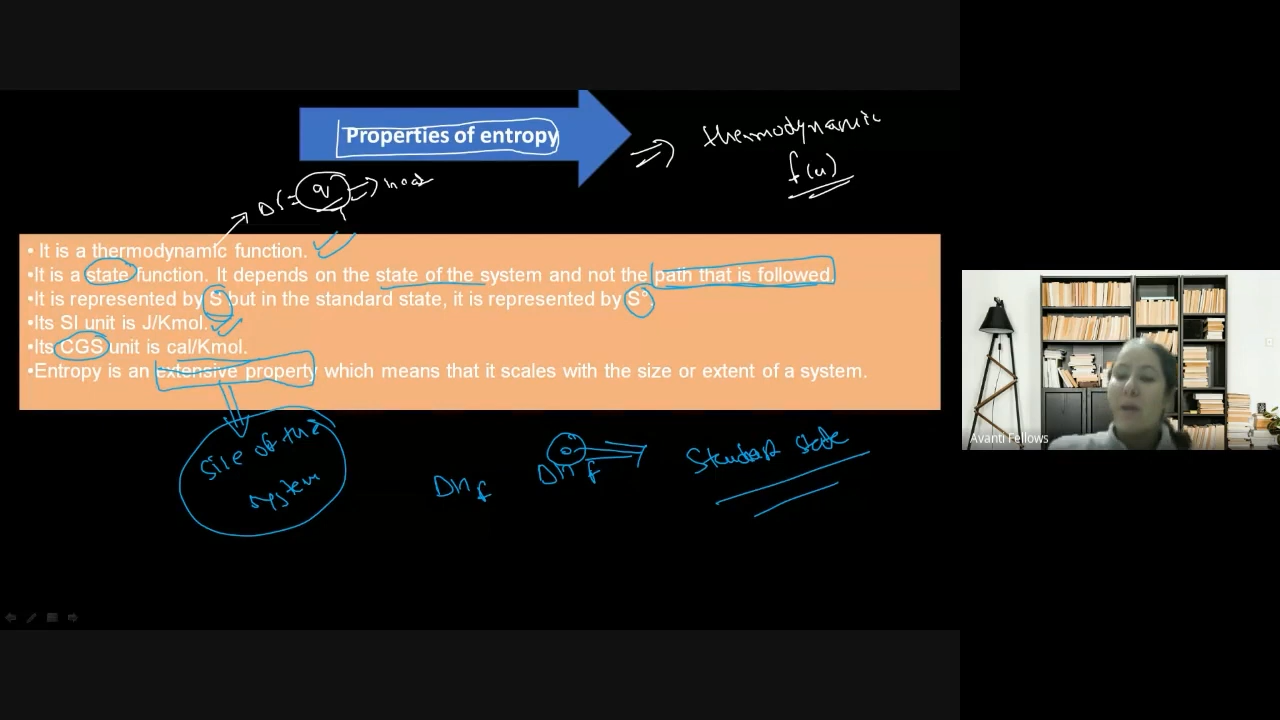 Properties of entropy
thermodynamic
f(u)
q
• It is a thermodynamic function.
•It is a state function. It depends on the state of the system and not the path that is followed.
•It is represented by S but in the standard state, it is represented by S°
•Its SI unit is J/Kmol.
•Its CGS unit is cal/Kmol.
•Entropy is an extensive property which means that it scales with the size or extent of a system.
size of the
system
DHf
DH°f
Standard state
Avanti Fellows